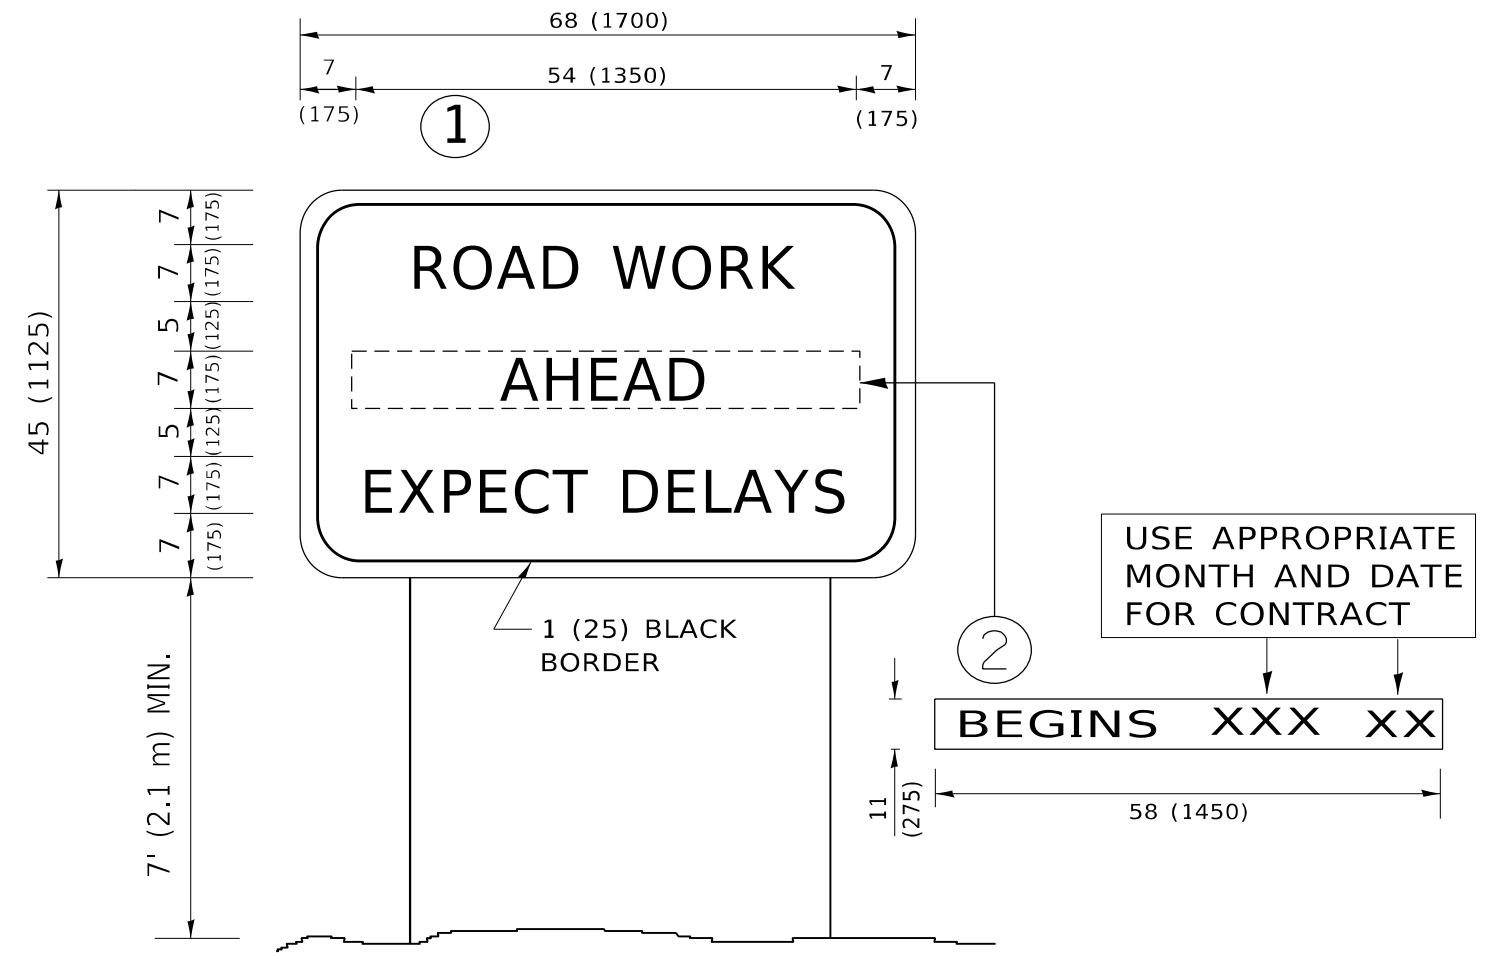 68 (1700)
7 54 (1350) 7
(175) (175)
1
7 (175)
7 (175)
5 (125)
7 (175)
5 (125)
7 (175)
7 (175)
45 (1125)
ROAD WORK
AHEAD
EXPECT DELAYS
1 (25) BLACK
BORDER
7' (2.1 m) MIN.
2
USE APPROPRIATE
MONTH AND DATE
FOR CONTRACT
BEGINS XXX XX
11
(275)
58 (1450)